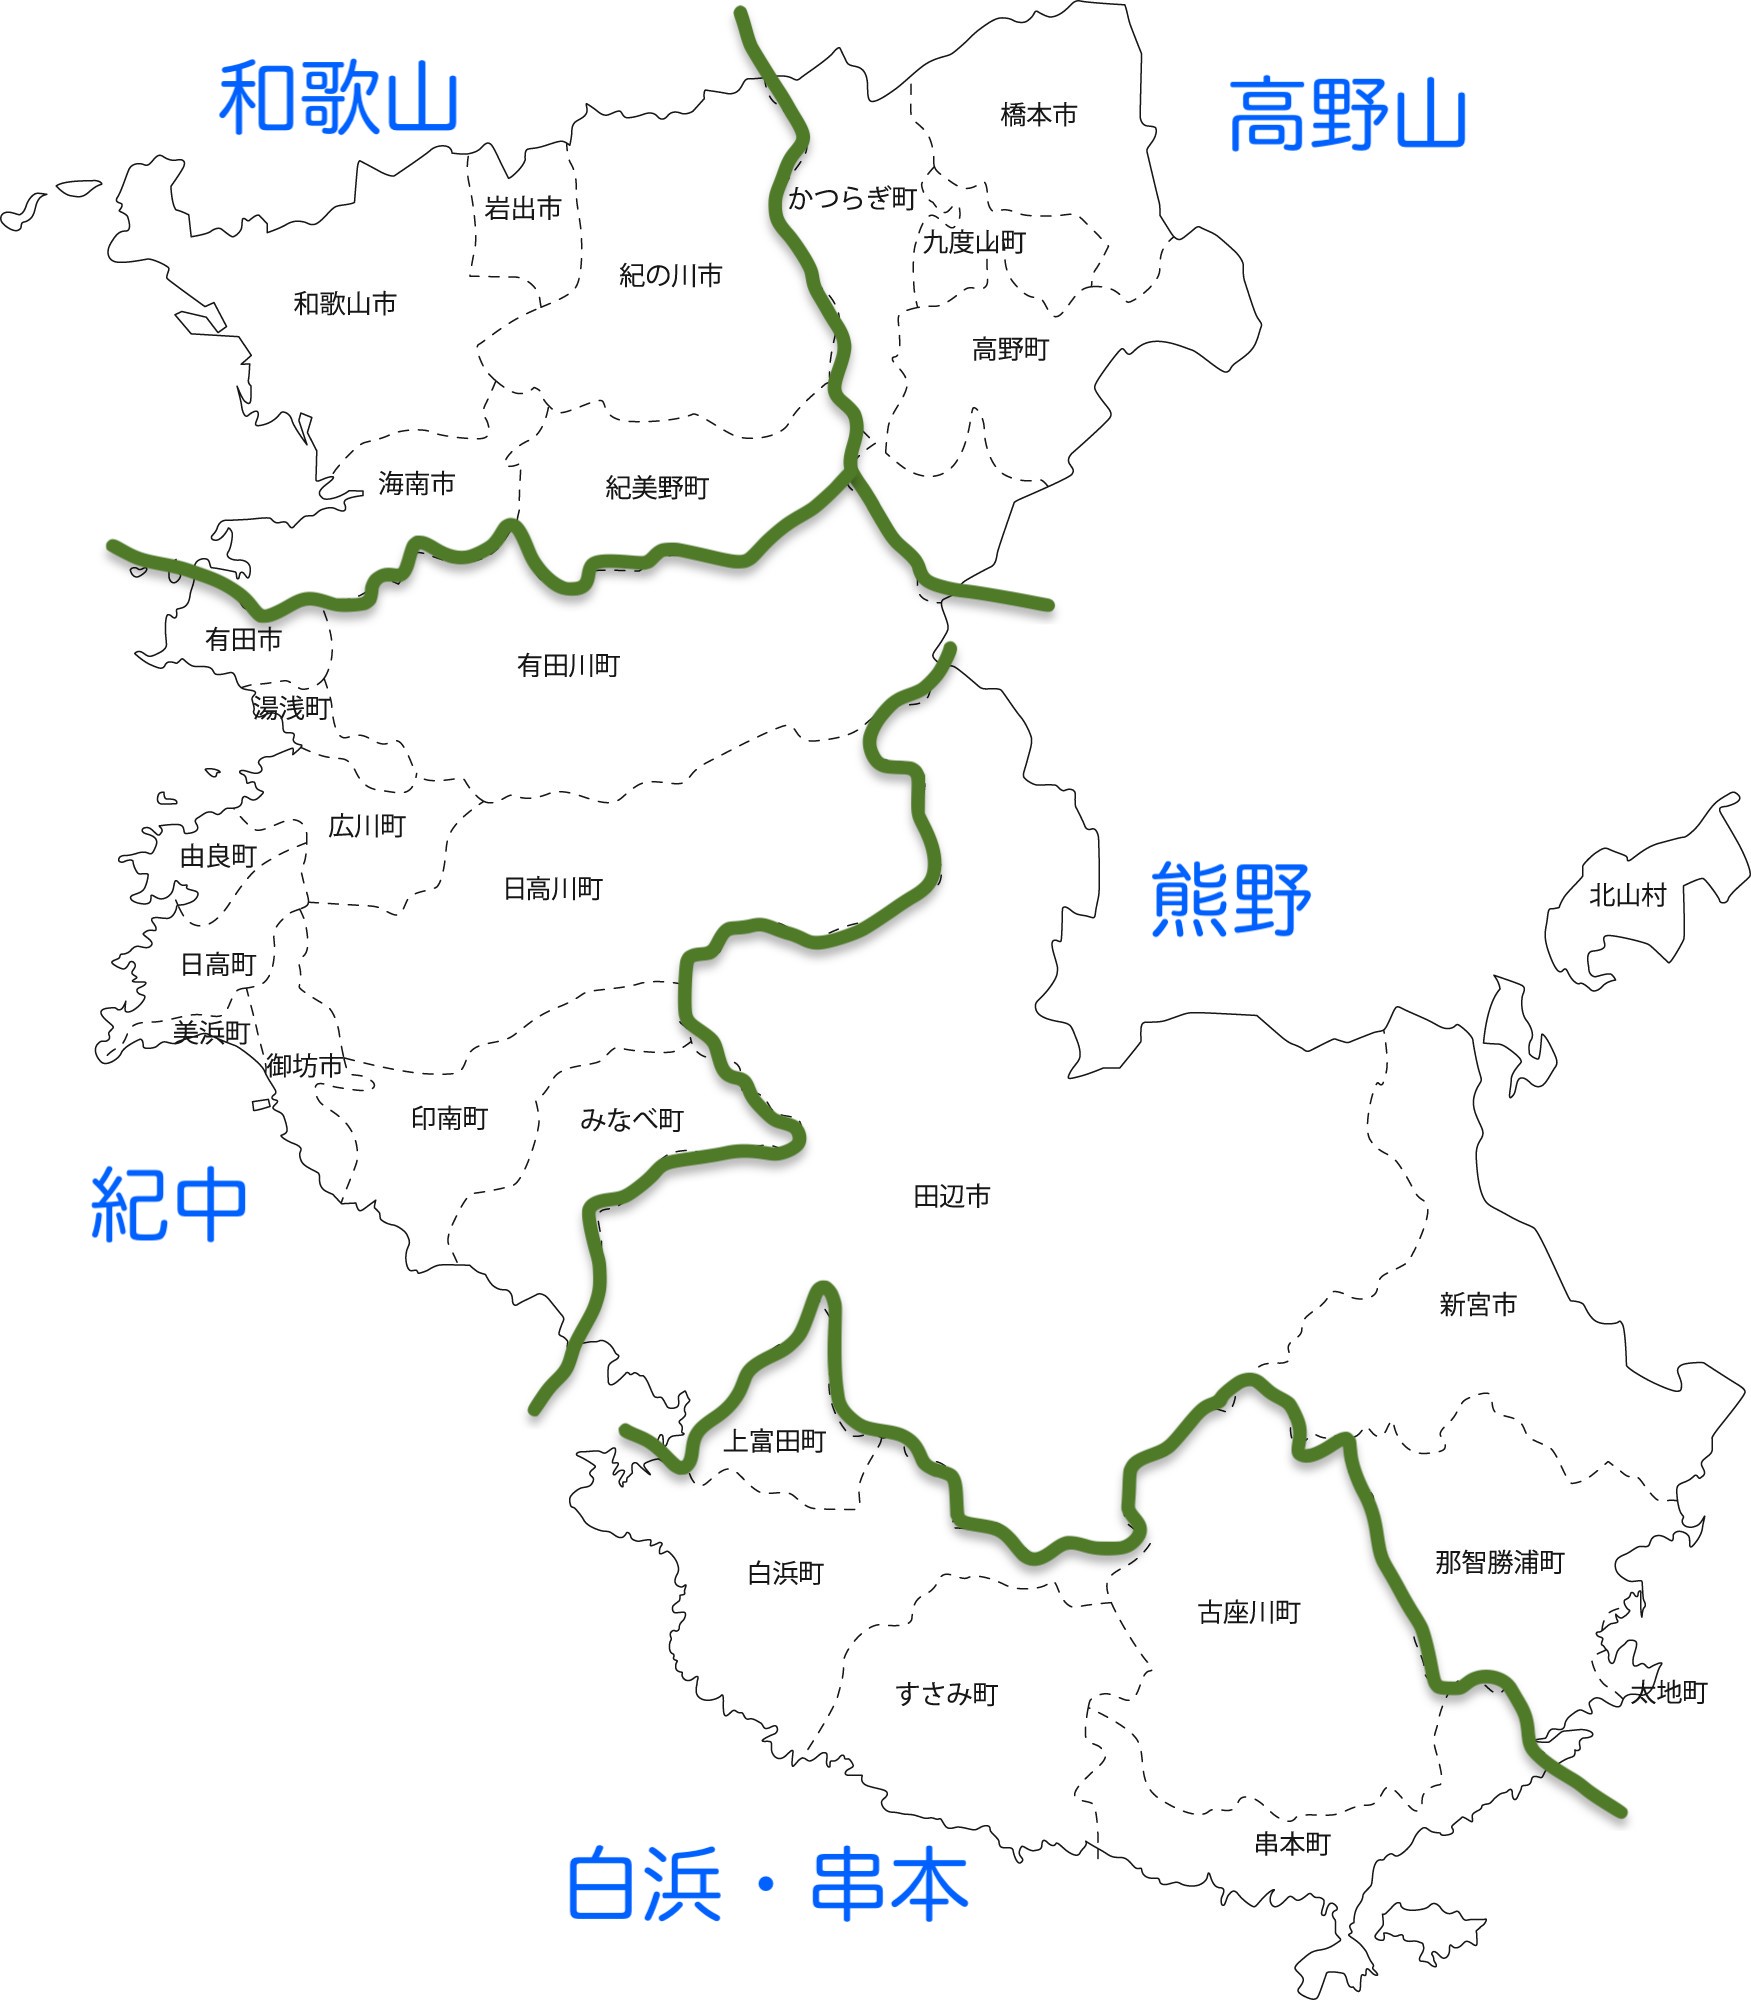 和歌山
高野山
橋本市
かつらぎ町
岩出市
九度山町
紀の川市
和歌山市
高野町
海南市
紀美野町
有田市
有田川町
湯浅町
広川町
由良町
日高川町
熊野
北山村
日高町
美浜町
御坊市
印南町
みなべ町
紀中
田辺市
新宮市
上富田町
白浜町
那智勝浦町
古座川町
すさみ町
太地町
串本町
白浜・串本